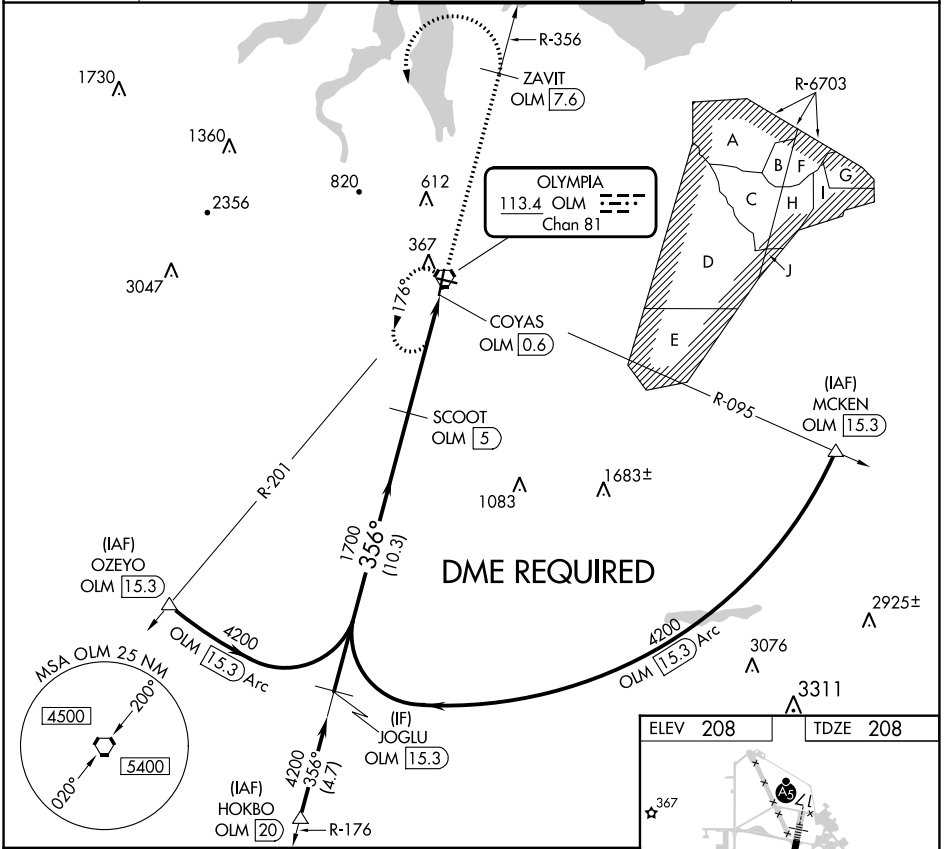 R-356
ZAVIT
OLM 7.6
1730
R-6703
1360
A
B
F
G
820
612
OLYMPIA
113.4 OLM
Chan 81
C
H
I
2356
367
D
J
3047
176°
COYAS
OLM 0.6
E
(IAF)
MCKEN
OLM 15.3
R-095
SCOOT
OLM 5
R-201
1083
1683±
1700
356°
(10.3)
DME REQUIRED
(IAF)
OZEYO
OLM 15.3
4200
OLM 15.3 Arc
4200
OLM 15.3 Arc
2925±
3076
3311
MSA OLM 25 NM
4500
200°
5400
020°
(IF)
JOGLU
OLM 15.3
4200
356°
(4.7)
(IAF)
HOKBO
OLM 20
R-176
ELEV 208
TDZE 208
A5
17
367